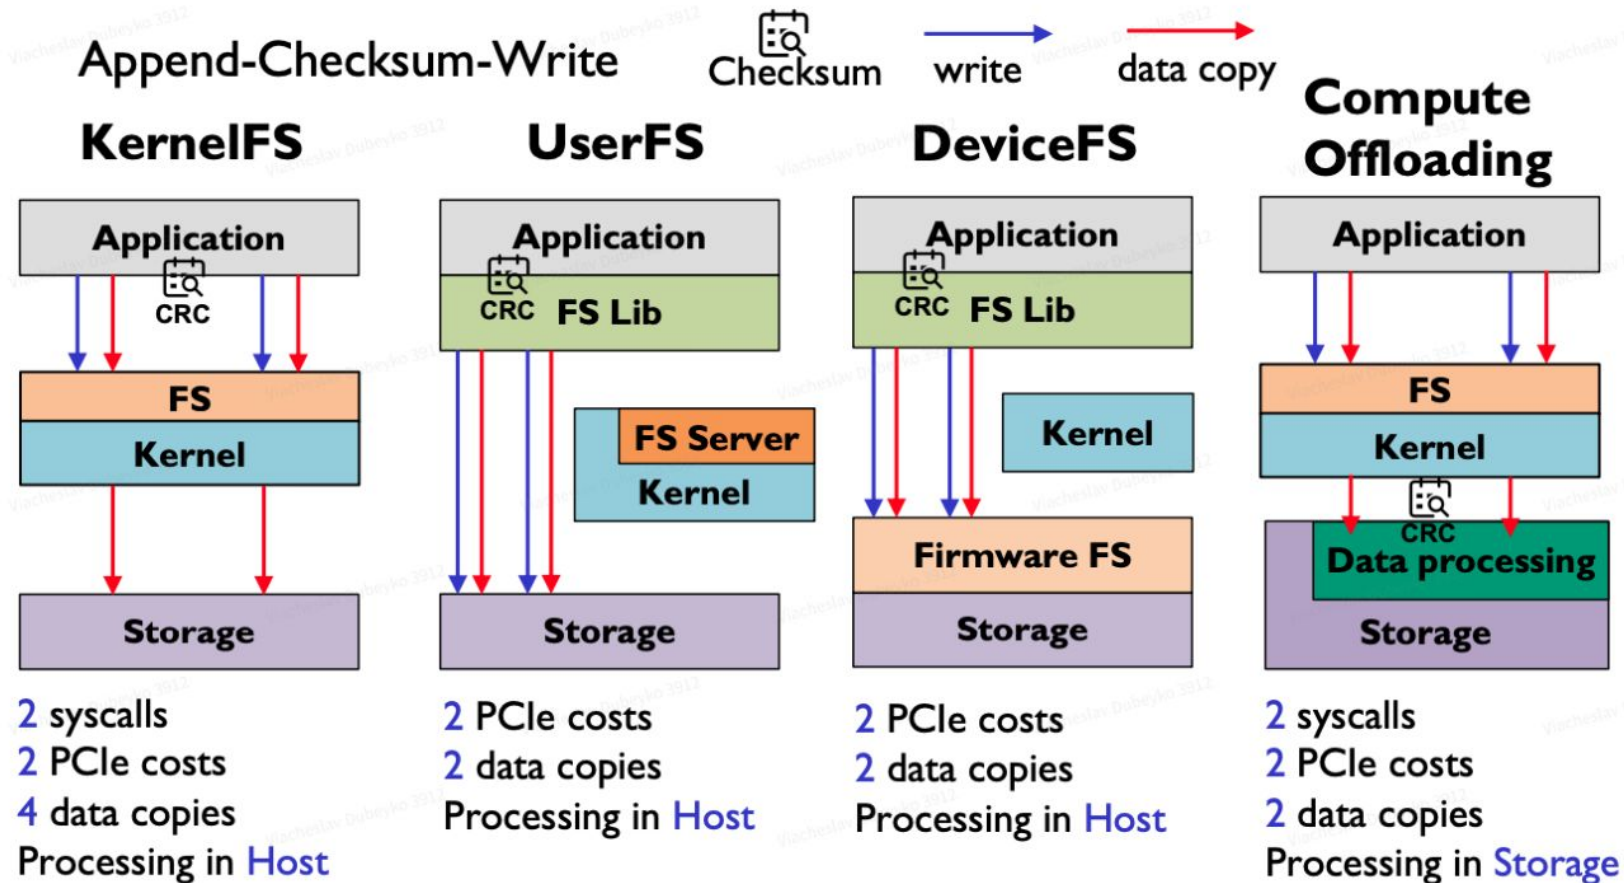 Append-Checksum-Write
Checksum
write
data copy
KernelFS
Application
CRC
FS
Kernel
Storage
2 syscalls
2 PCIe costs
4 data copies
Processing in Host
UserFS
Application
CRC
FS Lib
FS Server
Kernel
Storage
2 PCIe costs
2 data copies
Processing in Host
DeviceFS
Application
CRC
FS Lib
Kernel
Firmware FS
Storage
2 PCIe costs
2 data copies
Processing in Host
Compute
Offloading
Application
FS
Kernel
CRC
Data processing
Storage
2 syscalls
2 PCIe costs
2 data copies
Processing in Storage
Viacheslav Dubeyko 3912